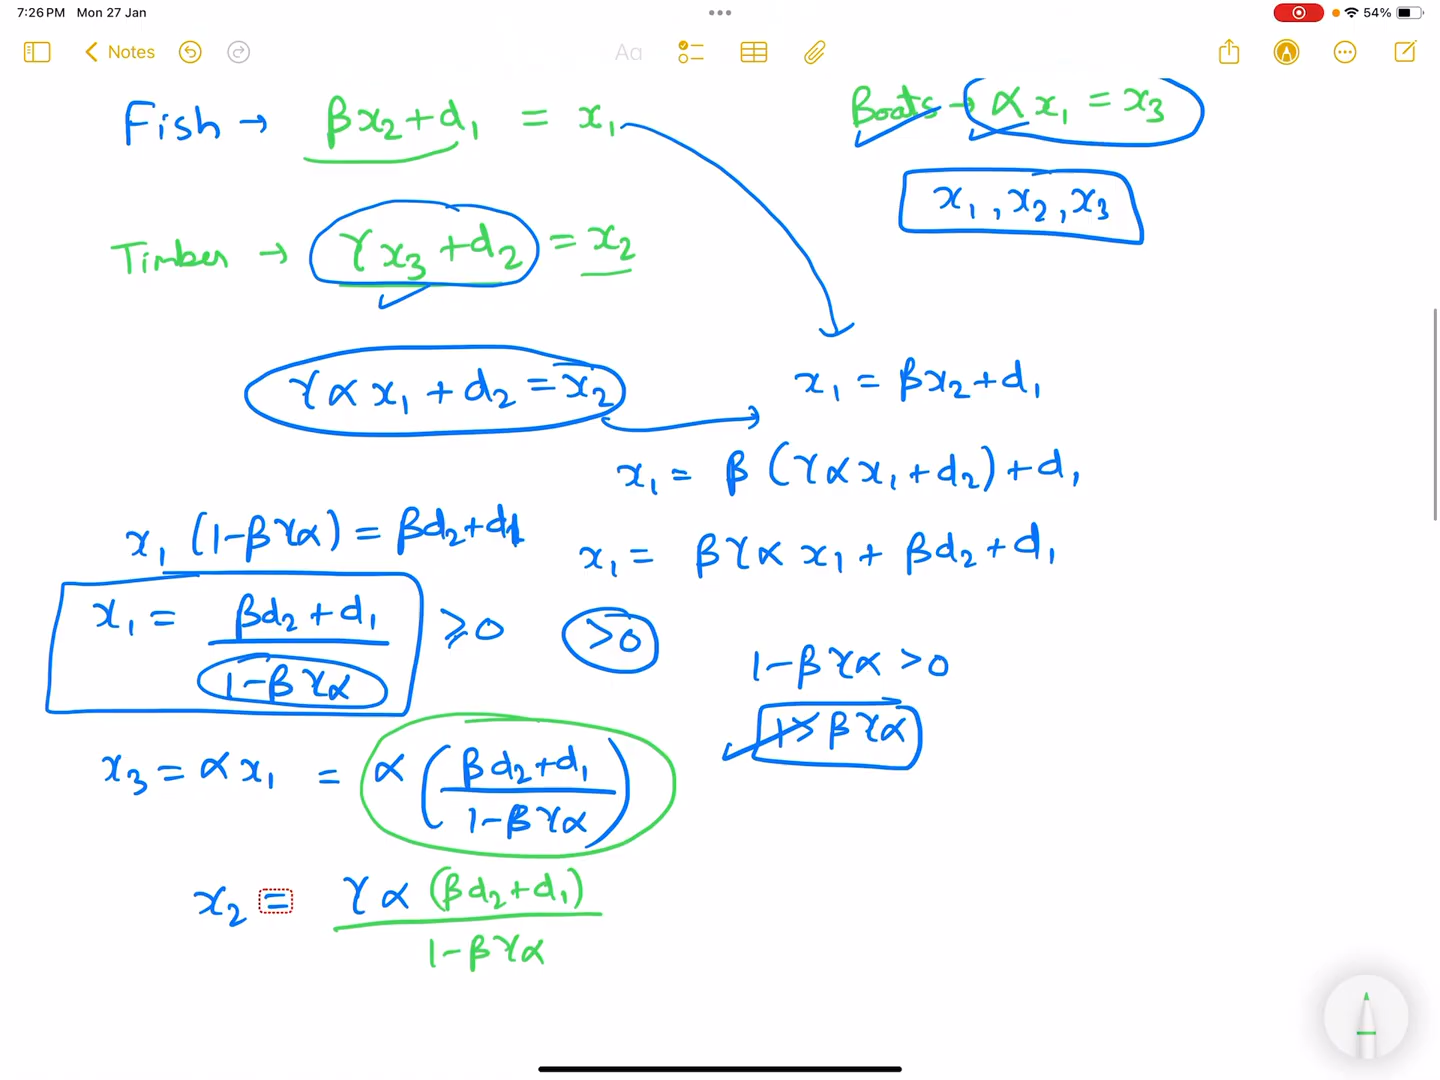 7:26 PM Mon 27 Jan
54%
Notes
Aa
Fish → βx₂+d₁ = x₁
Boats → αx₁ = x₃
x₁, x₂, x₃
Timber → γx₃+d₂ = x₂
γαx₁+d₂ = x₂
x₁ = βx₂+d₁
x₁ = β(γαx₁+d₂)+d₁
x₁(1-βγα) = βd₂+d₁
x₁ = βγαx₁+βd₂+d₁
x₁ = (βd₂+d₁)/(1-βγα) ⩾0 >0
1-βγα >0
1> βγα
x₃ = αx₁ = α((βd₂+d₁)/(1-βγα))
x₂ = γα(βd₂+d₁)/(1-βγα)